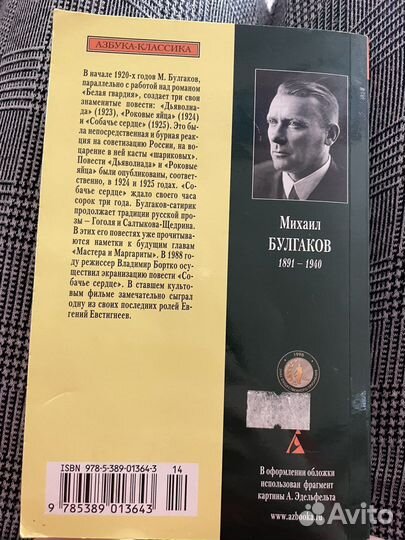 АЗБУКА-КЛАССИКА
В начале 1920-х годов М. Булгаков,
параллельно с работой над романом
«Белая гвардия», создает три свои
знаменитые повести: «Дьяволиа-
да» (1923), «Роковые яйца» (1924)
и «Собачье сердце» (1925). Это бы-
ла непосредственная и бурная реак-
ция на советизацию России, на во-
царение в ней касты «шариковых».
Повести «Дьяволиада» и «Роковые
яйца» были опубликованы, соответ-
ственно, в 1924 и 1925 годах. «Со-
бачье сердце» ждало своего часа
сорок три года. Булгаков-сатирик
продолжает традиции русской про-
зы – Гоголя и Салтыкова-Щедрина.
В этих его повестях уже прочитыва-
ются наметки к будущим главам
«Мастера и Маргариты». В 1988 го-
ду режиссер Владимир Бортко осу-
ществил экранизацию повести «Со-
бачье сердце». В ставшем культо-
вым фильме замечательно сыграл
одну из своих последних ролей Ев-
гений Евстигнеев.
Михаил
БУЛГАКОВ
1891 – 1940
1998
ISBN 978-5-389-01364-3
14
9 785389 013643
В оформлении обложки
использован фрагмент
картины А. Эдельфельта
www.azbooka.ru
Avito